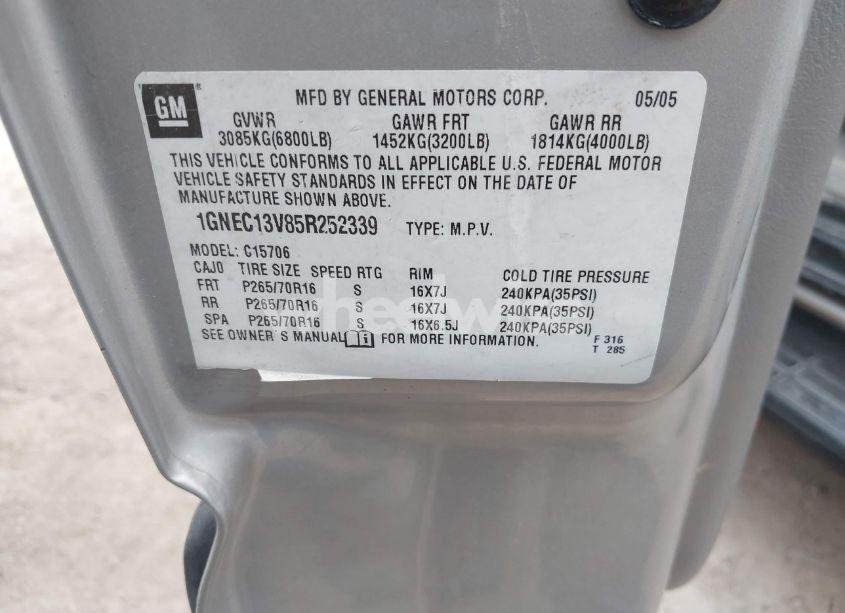 GM
MFD BY GENERAL MOTORS CORP. 05/05
GVWR GAWR FRT GAWR RR
3085KG(6800LB) 1452KG(3200LB) 1814KG(4000LB)
THIS VEHICLE CONFORMS TO ALL APPLICABLE U.S. FEDERAL MOTOR
VEHICLE SAFETY STANDARDS IN EFFECT ON THE DATE OF
MANUFACTURE SHOWN ABOVE.
1GNEC13V85R252339 TYPE: M.P.V.
MODEL: C15706
CAJO TIRE SIZE SPEED RTG RIM COLD TIRE PRESSURE
FRT P265/70R16 S 16X7J 240KPA(35PSI)
RR P265/70R16 S 16X7J 240KPA(35PSI)
SPA P265/70R16 S 16X6.5J 240KPA(35PSI)
SEE OWNER'S MANUAL FOR MORE INFORMATION.
F 316
T 285